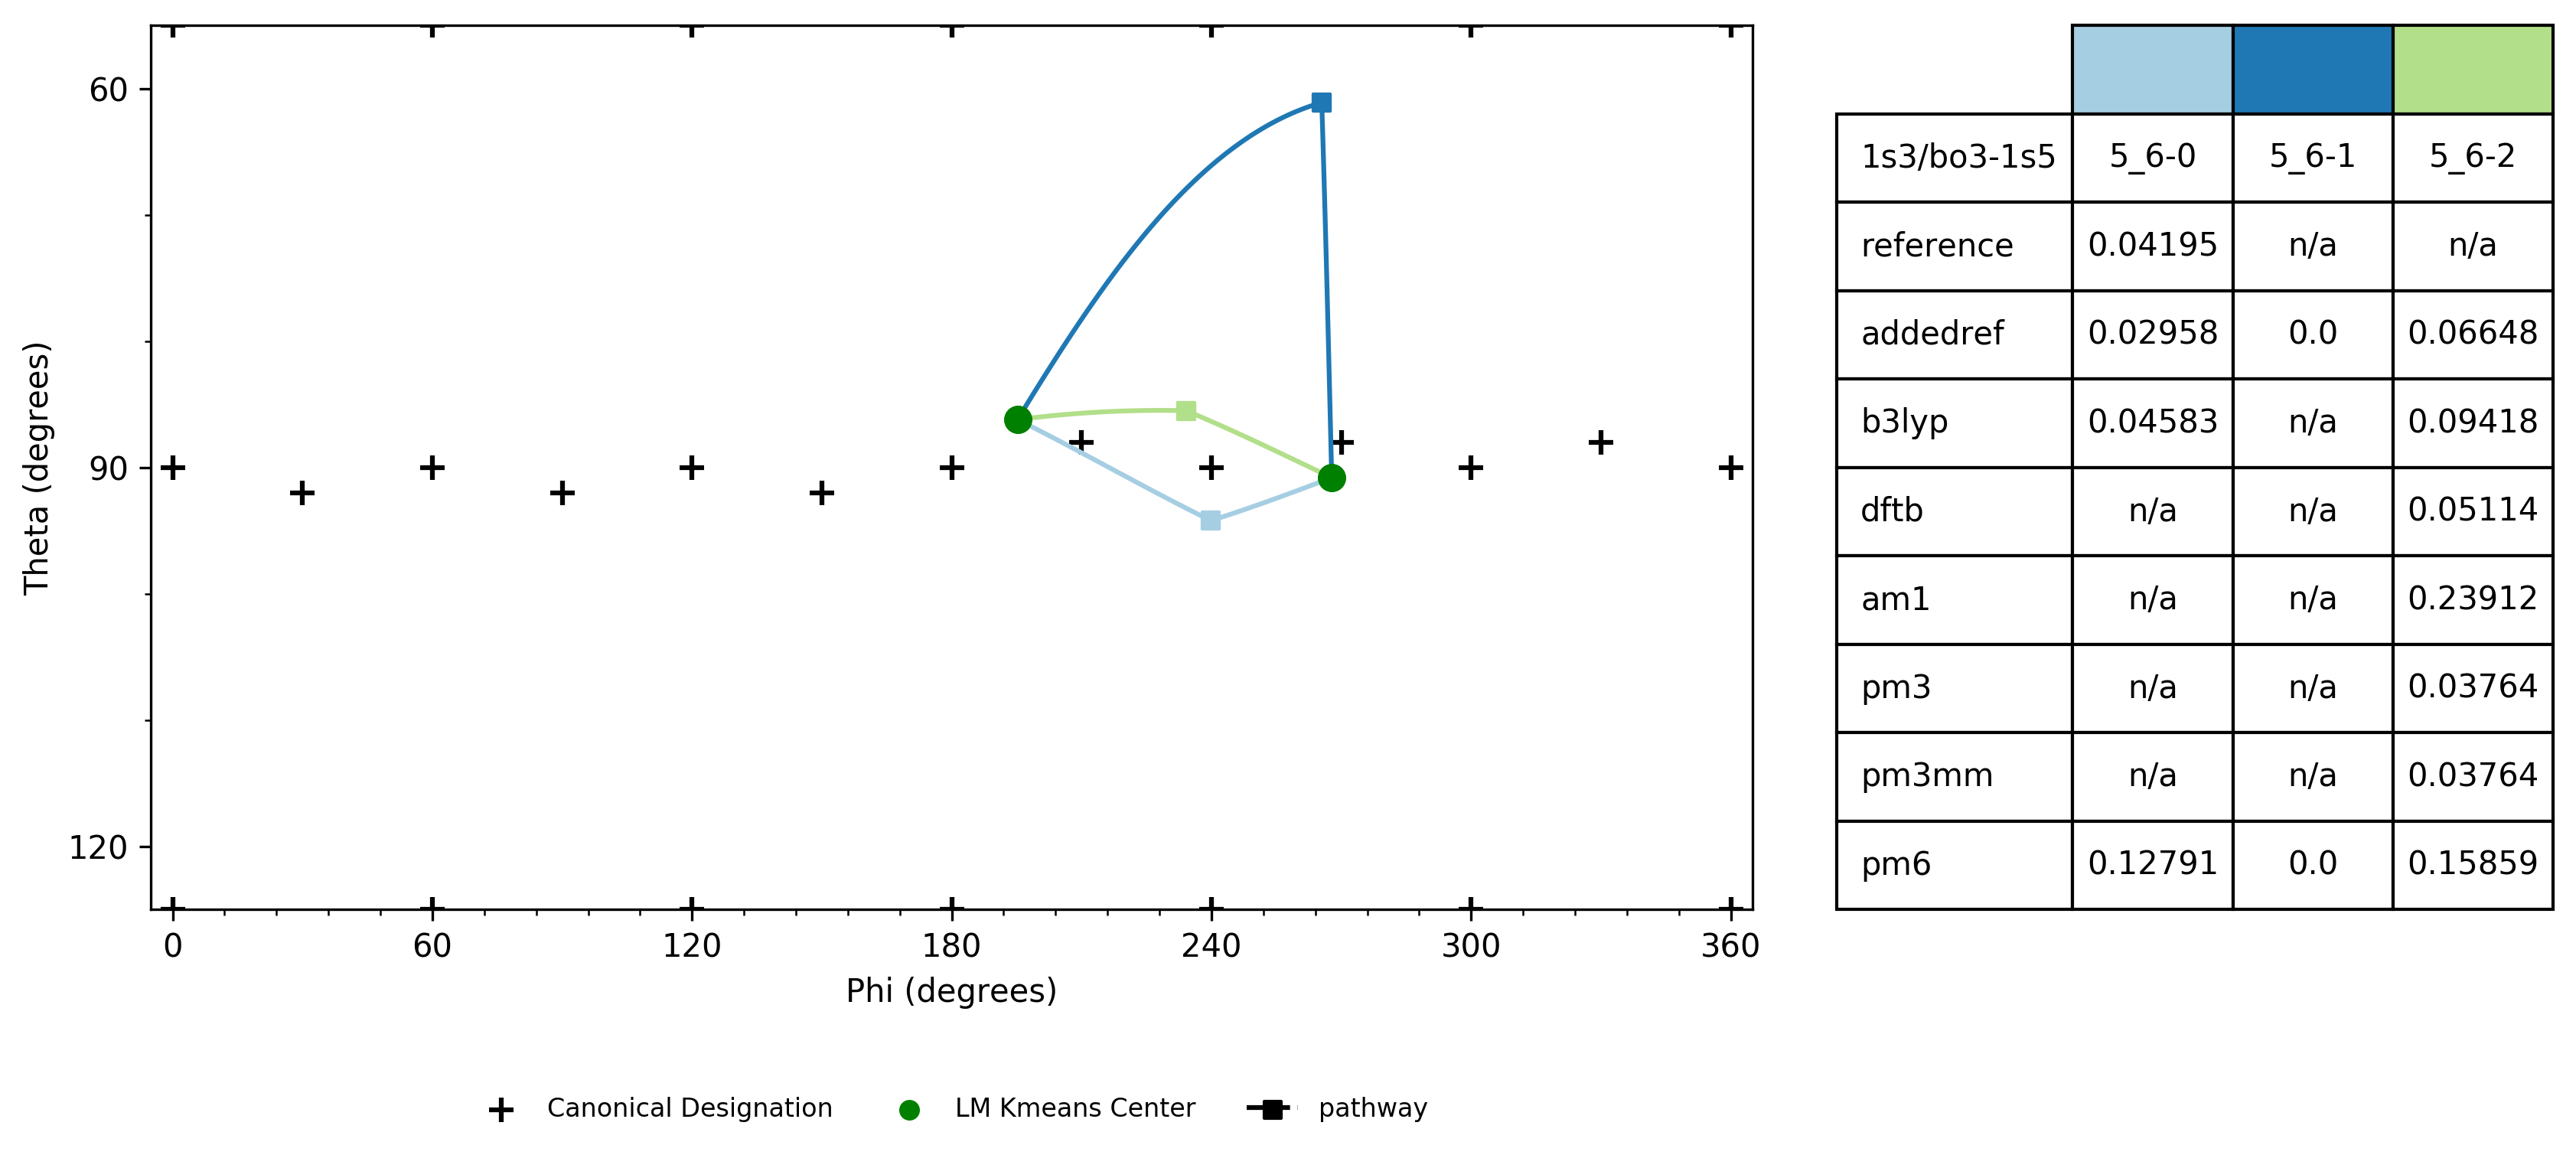 60
90
120
Theta (degrees)
0 60 120 180 240 300 360
Phi (degrees)
Canonical Designation LM Kmeans Center pathway
1s3/bo3-1s5 5_6-0 5_6-1 5_6-2
reference 0.04195 n/a n/a
addedref 0.02958 0.0 0.06648
b3lyp 0.04583 n/a 0.09418
dftb n/a n/a 0.05114
am1 n/a n/a 0.23912
pm3 n/a n/a 0.03764
pm3mm n/a n/a 0.03764
pm6 0.12791 0.0 0.15859